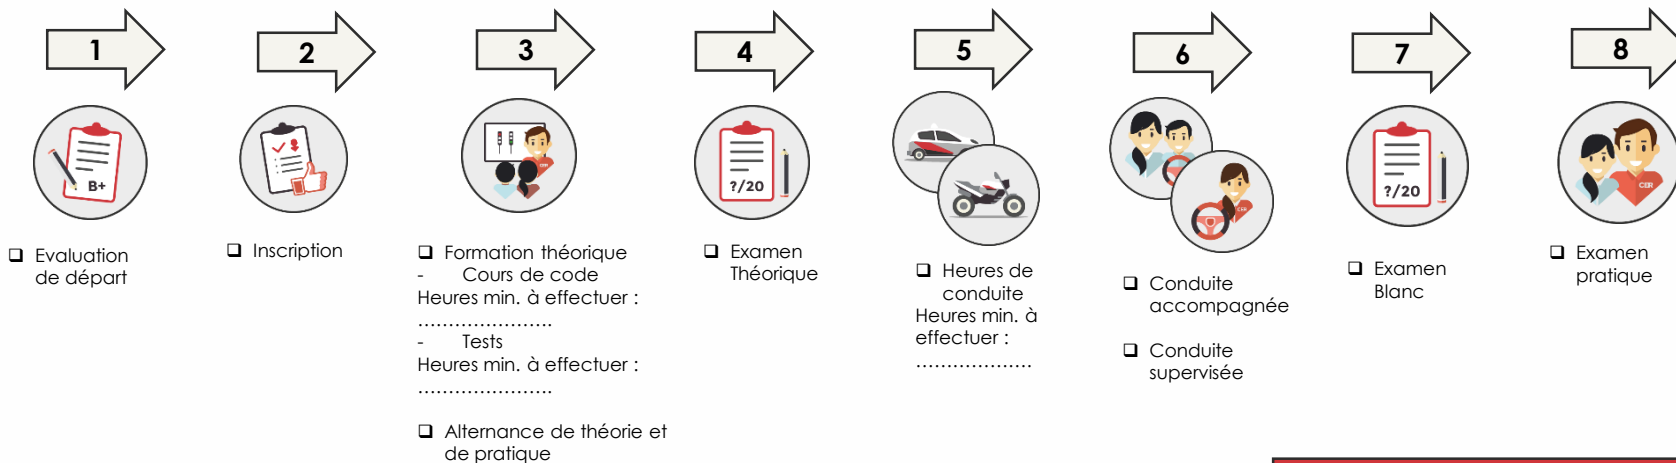 1
2
3
4
5
6
7
8
B+
?/20
CER
?/20
CER
❑ Evaluation
de départ
❑ Inscription
❑ Formation théorique
- Cours de code
Heures min. à effectuer :
......................
- Tests
Heures min. à effectuer :
......................
❑ Alternance de théorie et
de pratique
❑ Examen
Théorique
❑ Heures de
conduite
Heures min. à
effectuer :
...................
❑ Conduite
accompagnée
❑ Conduite
supervisée
❑ Examen
Blanc
❑ Examen
pratique